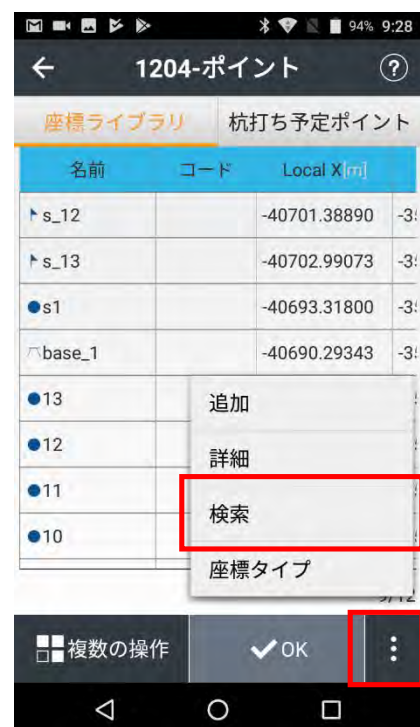 94% 9:28
1204-ポイント ?
座標ライブラリ 杭打ち予定ポイント
名前 コード Local X[m]
s_12 -40701.38890
s_13 -40702.99073
s1 -40693.31800
base_1 -40690.29343
13
12
11
10
追加
詳細
検索
座標タイプ
複数の操作 OK